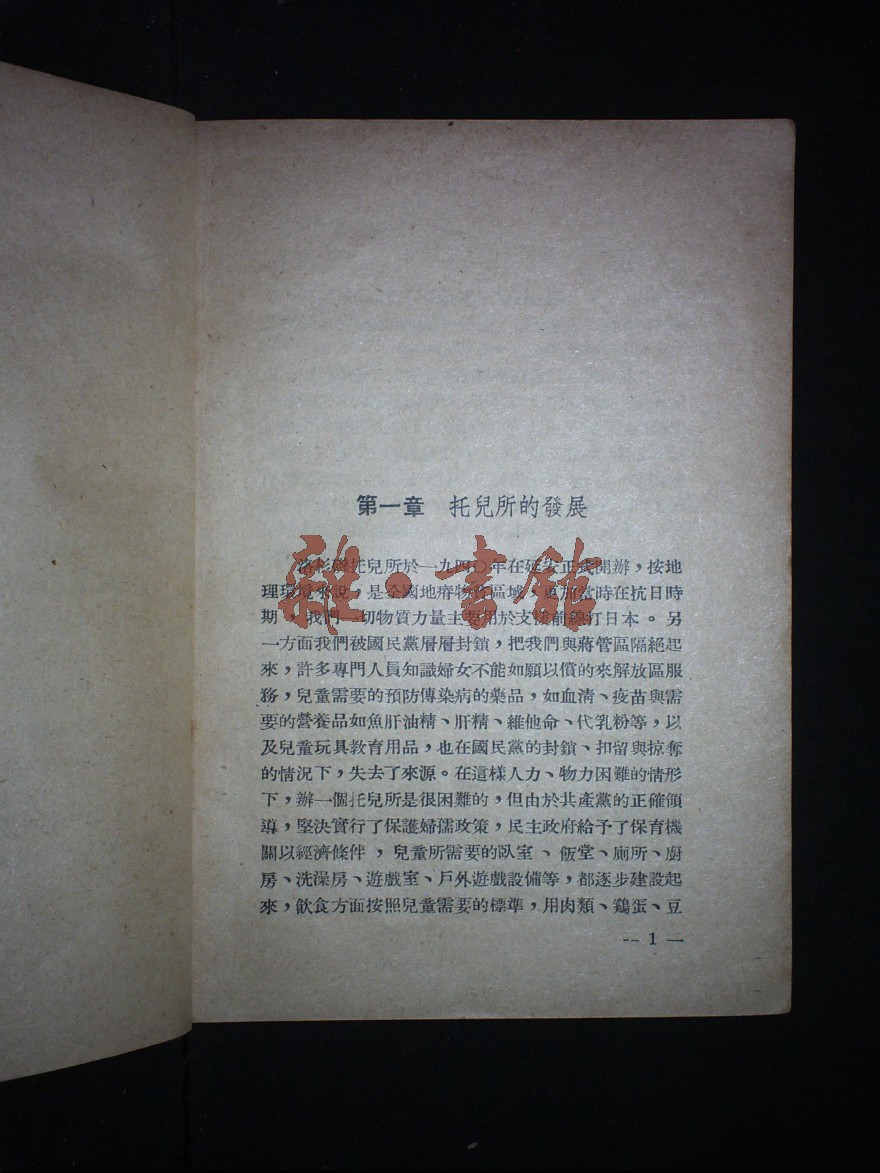 第一章 托兒所的發展
洛杉磯托兒所於一九四〇年在延安正式開辦，按地
理環境來說，是全國地瘠物貧區域，更加當時在抗日時
期，我們一切物質力量主要用於支援前線打日本。另
一方面我們被國民黨層層封鎖，把我們與蔣管區隔絕起
來，許多專門人員知識婦女不能如願以償的來解放區服
務，兒童需要的預防傳染病的藥品，如血清、疫苗與需
要的營養品如魚肝油精、肝精、維他命、代乳粉等，以
及兒童玩具教育用品，也在國民黨的封鎖、扣留與掠奪
的情況下，失去了來源。在這樣人力、物力困難的情形
下，辦一個托兒所是很困難的，但由於共產黨的正確領
導，堅決實行了保護婦孺政策，民主政府給予了保育機
關以經濟條件，兒童所需要的臥室、飯堂、廁所、廚
房、洗澡房、遊戲室、戶外遊戲設備等，都逐步建設起
來，飲食方面按照兒童需要的標準，用肉類、鷄蛋、豆
— 1 —
雜·書館